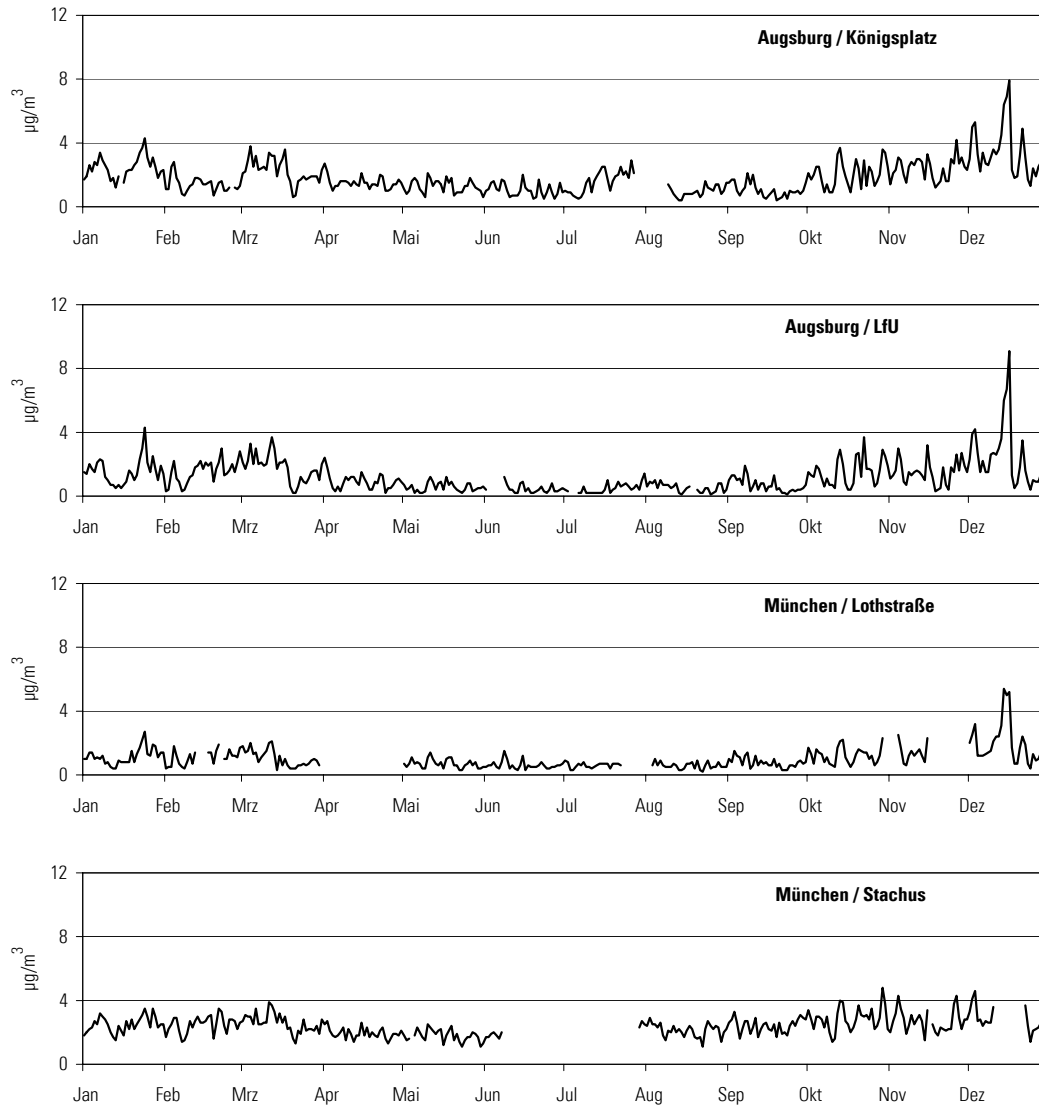 12
Augsburg / Königsplatz
8
µg/m³
4
0
Jan Feb Mrz Apr Mai Jun Jul Aug Sep Okt Nov Dez
12
Augsburg / LfU
8
µg/m³
4
0
Jan Feb Mrz Apr Mai Jun Jul Aug Sep Okt Nov Dez
12
München / Lothstraße
8
µg/m³
4
0
Jan Feb Mrz Apr Mai Jun Jul Aug Sep Okt Nov Dez
12
München / Stachus
8
µg/m³
4
0
Jan Feb Mrz Apr Mai Jun Jul Aug Sep Okt Nov Dez